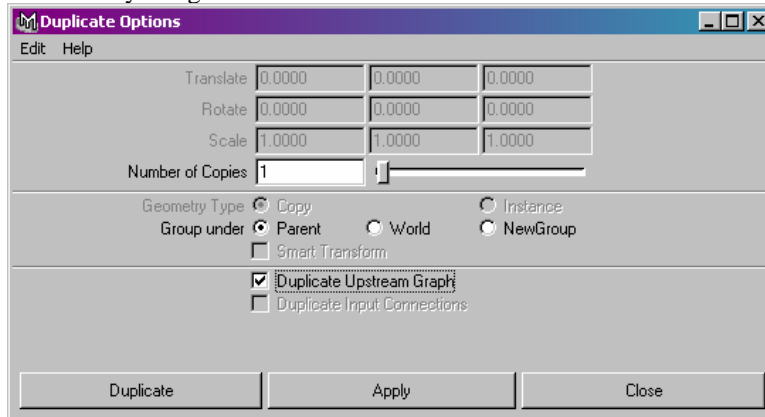 Duplicate Options
Edit Help
Translate 0.0000 0.0000 0.0000
Rotate 0.0000 0.0000 0.0000
Scale 1.0000 1.0000 1.0000
Number of Copies 1
Geometry Type Copy Instance
Group under Parent World NewGroup
Smart Transform
Duplicate Upstream Graph
Duplicate Input Connections
Duplicate Apply Close